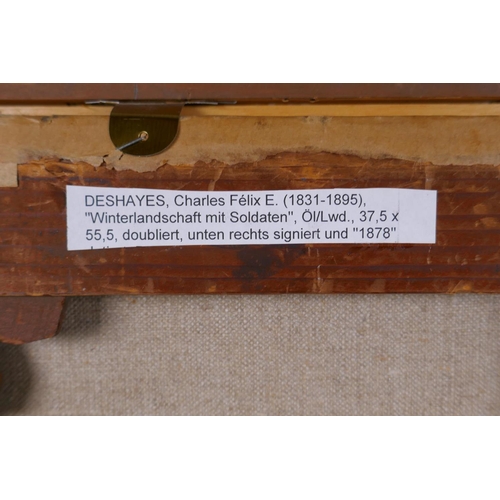 DESHAYES, Charles Félix E. (1831-1895),
"Winterlandschaft mit Soldaten", Öl/Lwd., 37,5 x
55,5, doubliert, unten rechts signiert und "1878"